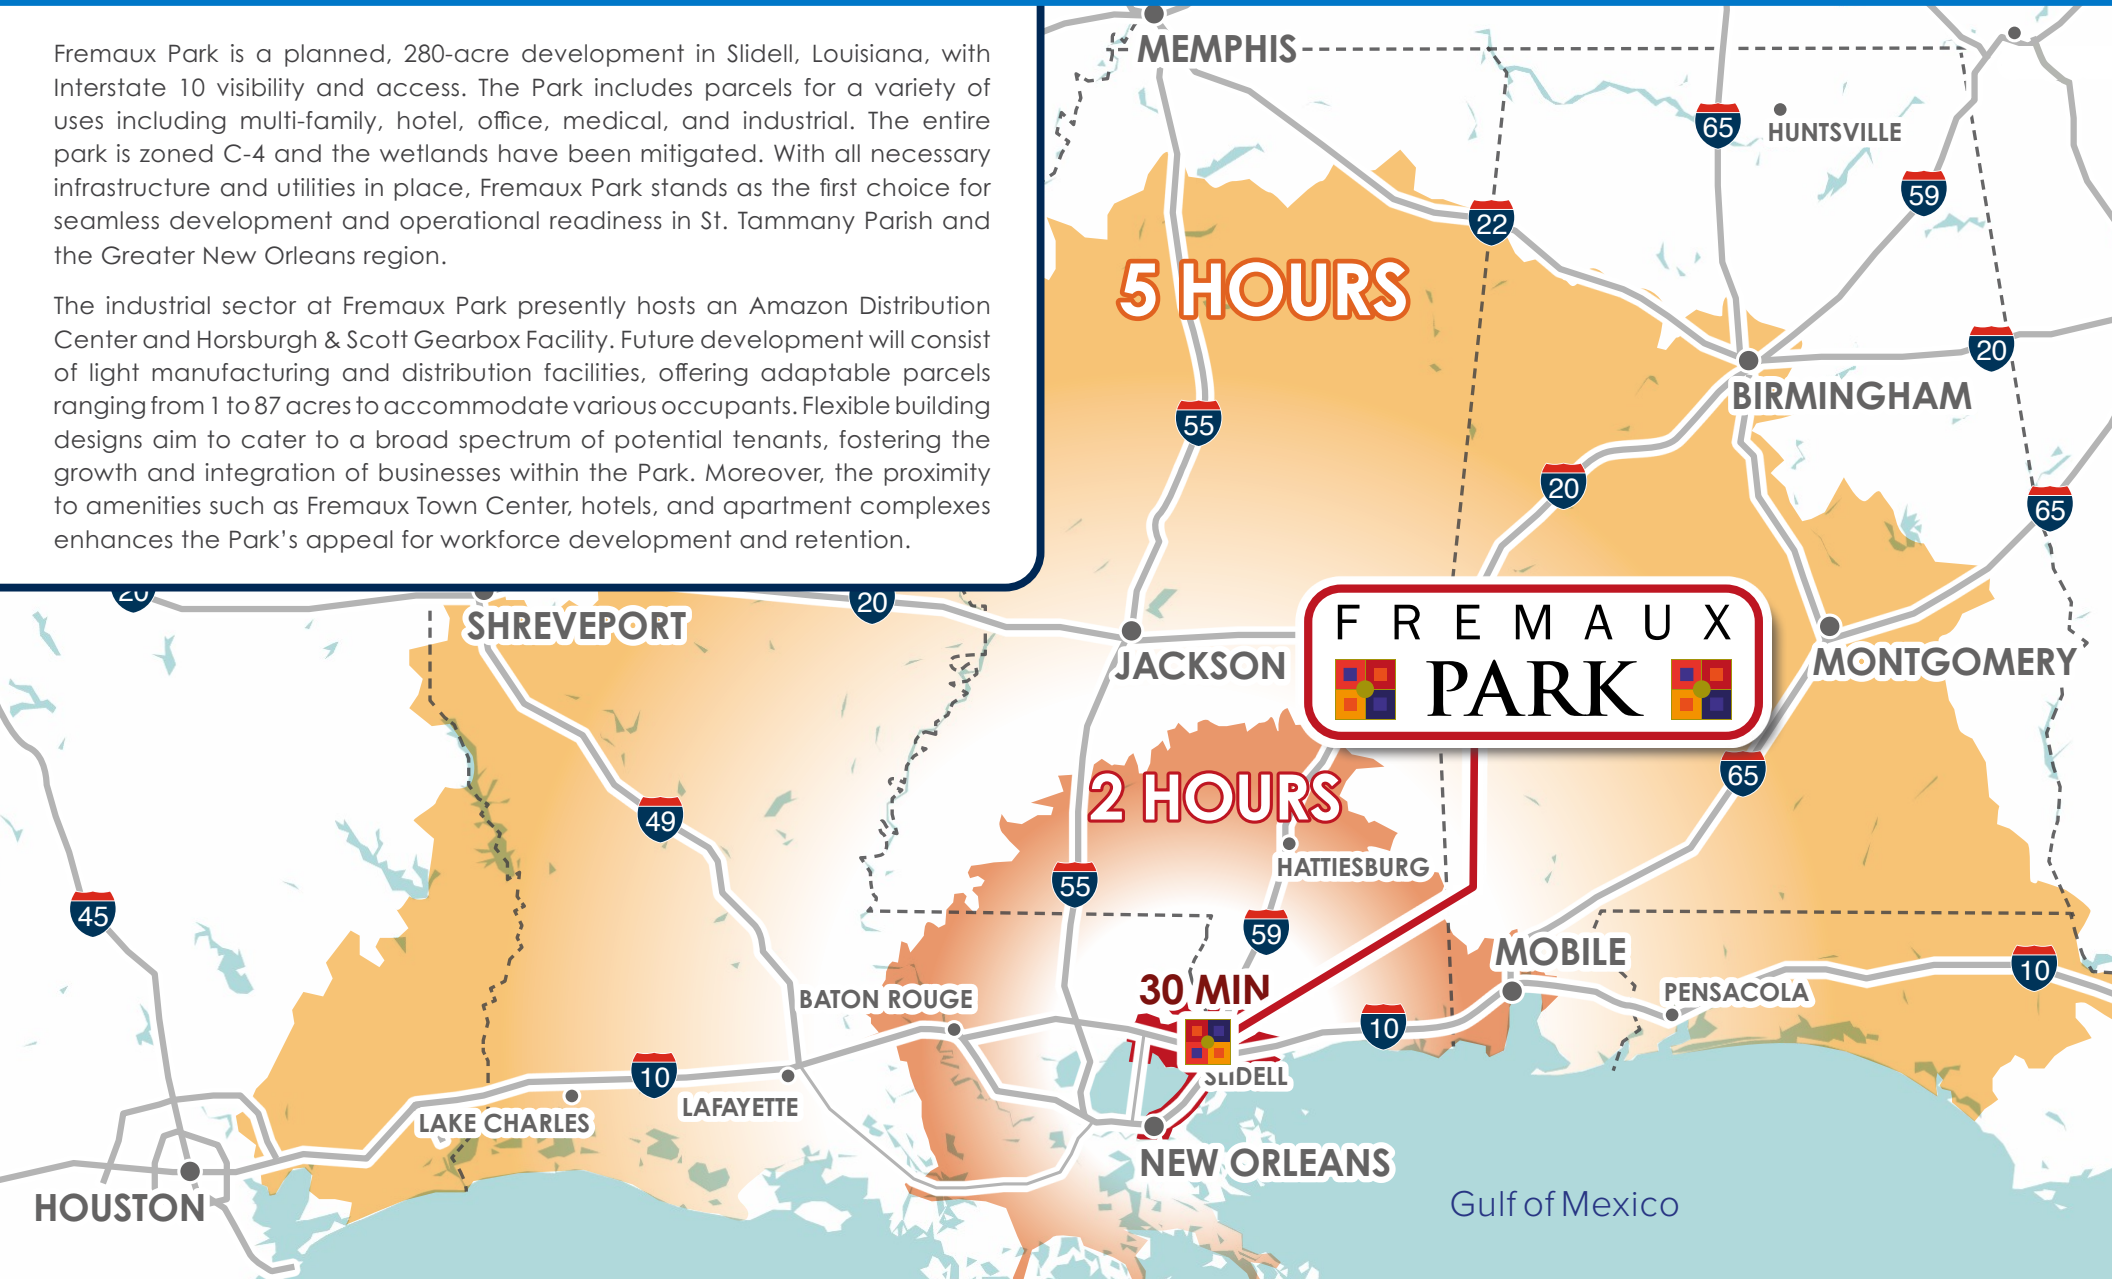 Fremaux Park is a planned, 280-acre development in Slidell, Louisiana, with
Interstate 10 visibility and access. The Park includes parcels for a variety of
uses including multi-family, hotel, office, medical, and industrial. The entire
park is zoned C-4 and the wetlands have been mitigated. With all necessary
infrastructure and utilities in place, Fremaux Park stands as the first choice for
seamless development and operational readiness in St. Tammany Parish and
the Greater New Orleans region.
The industrial sector at Fremaux Park presently hosts an Amazon Distribution
Center and Horsburgh & Scott Gearbox Facility. Future development will consist
of light manufacturing and distribution facilities, offering adaptable parcels
ranging from 1 to 87 acres to accommodate various occupants. Flexible building
designs aim to cater to a broad spectrum of potential tenants, fostering the
growth and integration of businesses within the Park. Moreover, the proximity
to amenities such as Fremaux Town Center, hotels, and apartment complexes
enhances the Park's appeal for workforce development and retention.
MEMPHIS
65
HUNTSVILLE
59
22
5 HOURS
20
BIRMINGHAM
55
20
65
20
20
SHREVEPORT
JACKSON
FREMAUX
PARK
MONTGOMERY
65
2 HOURS
49
HATTIESBURG
55
45
59
MOBILE
10
30 MIN
BATON ROUGE
PENSACOLA
10
10
SLIDELL
LAFAYETTE
LAKE CHARLES
NEW ORLEANS
HOUSTON
Gulf of Mexico